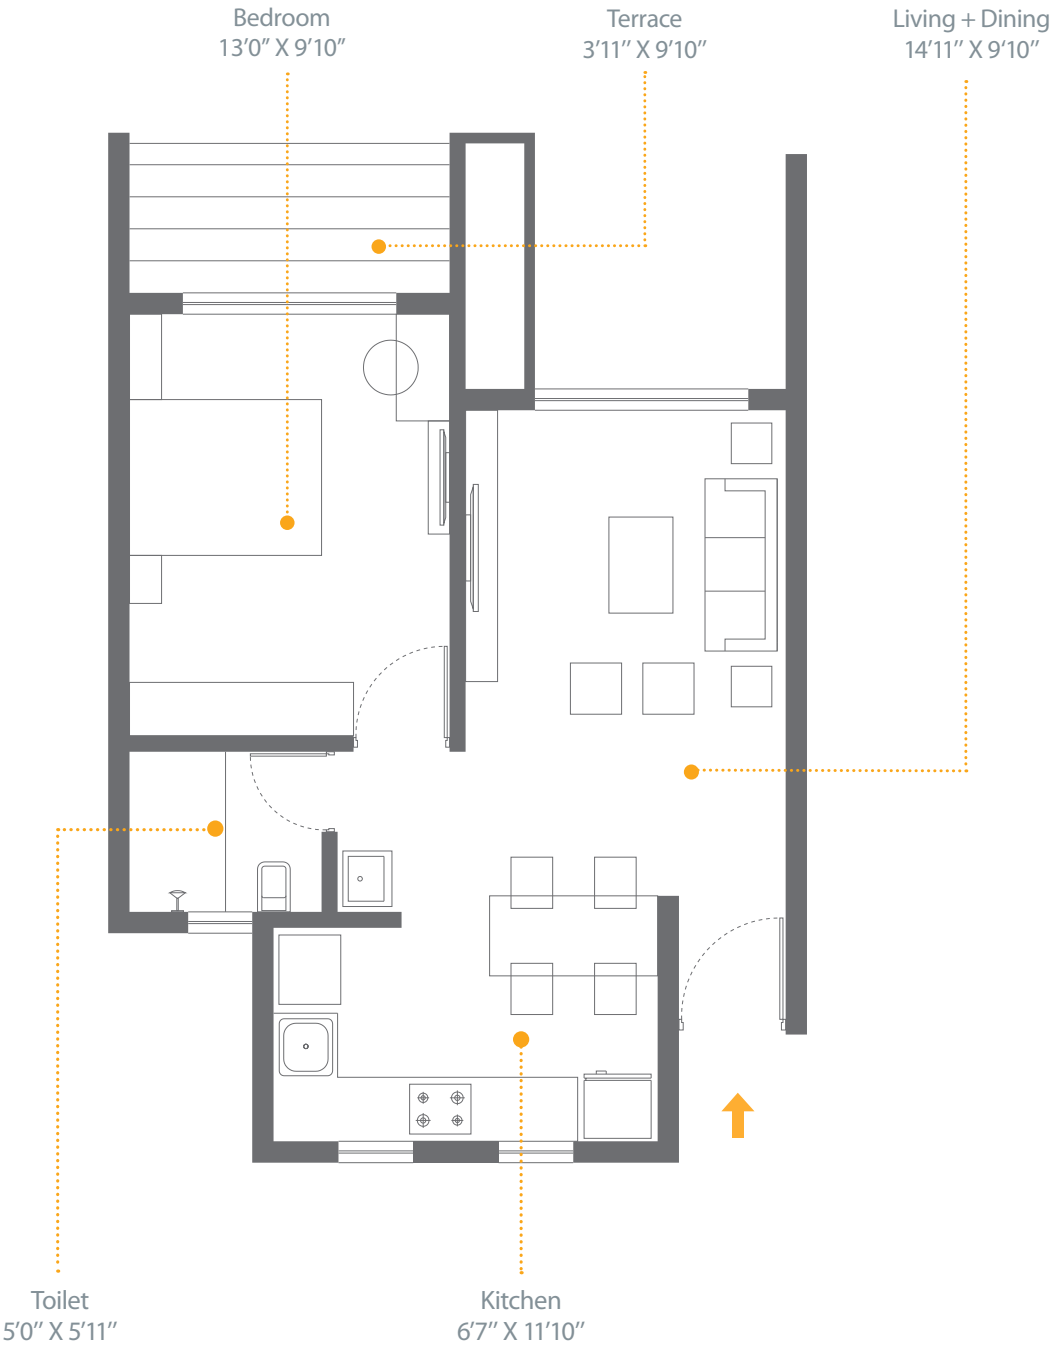 Bedroom
13'0'' X 9'10''
Terrace
3'11'' X 9'10''
Living + Dining
14'11'' X 9'10''
Toilet
5'0'' X 5'11''
Kitchen
6'7'' X 11'10''